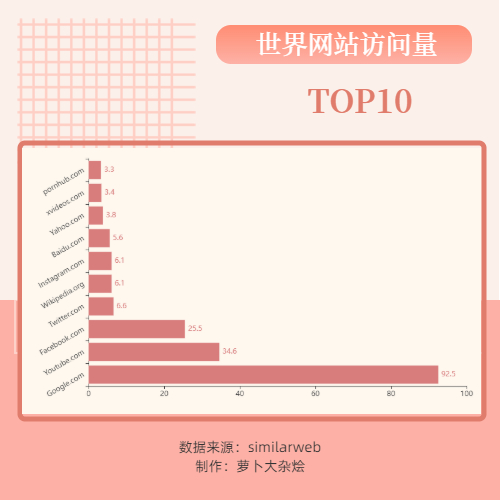 世界网站访问量
TOP10
pornhub.com 3.3
xvideos.com 3.4
Yahoo.com 3.8
Baidu.com 5.6
Instagram.com 6.1
Wikipedia.org 6.1
Twitter.com 6.6
Facebook.com 25.5
Youtube.com 34.6
Google.com 92.5
0 20 40 60 80 100
数据来源：similarweb
制作：萝卜大杂烩